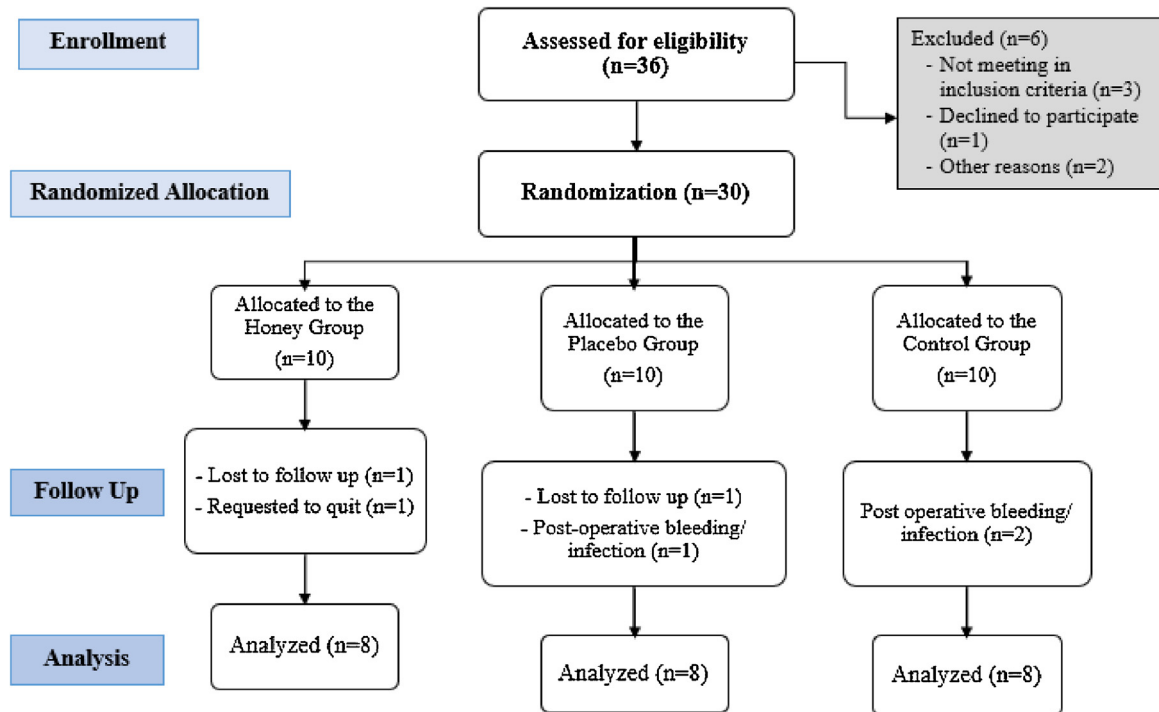 Enrollment
Assessed for eligibility
(n=36)
Excluded (n=6)
- Not meeting in
inclusion criteria (n=3)
- Declined to participate
(n=1)
- Other reasons (n=2)
Randomized Allocation
Randomization (n=30)
Allocated to the
Honey Group
(n=10)
Allocated to the
Placebo Group
(n=10)
Allocated to the
Control Group
(n=10)
Follow Up
- Lost to follow up (n=1)
- Requested to quit (n=1)
- Lost to follow up (n=1)
- Post-operative bleeding/
infection (n=1)
Post operative bleeding/
infection (n=2)
Analysis
Analyzed (n=8)
Analyzed (n=8)
Analyzed (n=8)